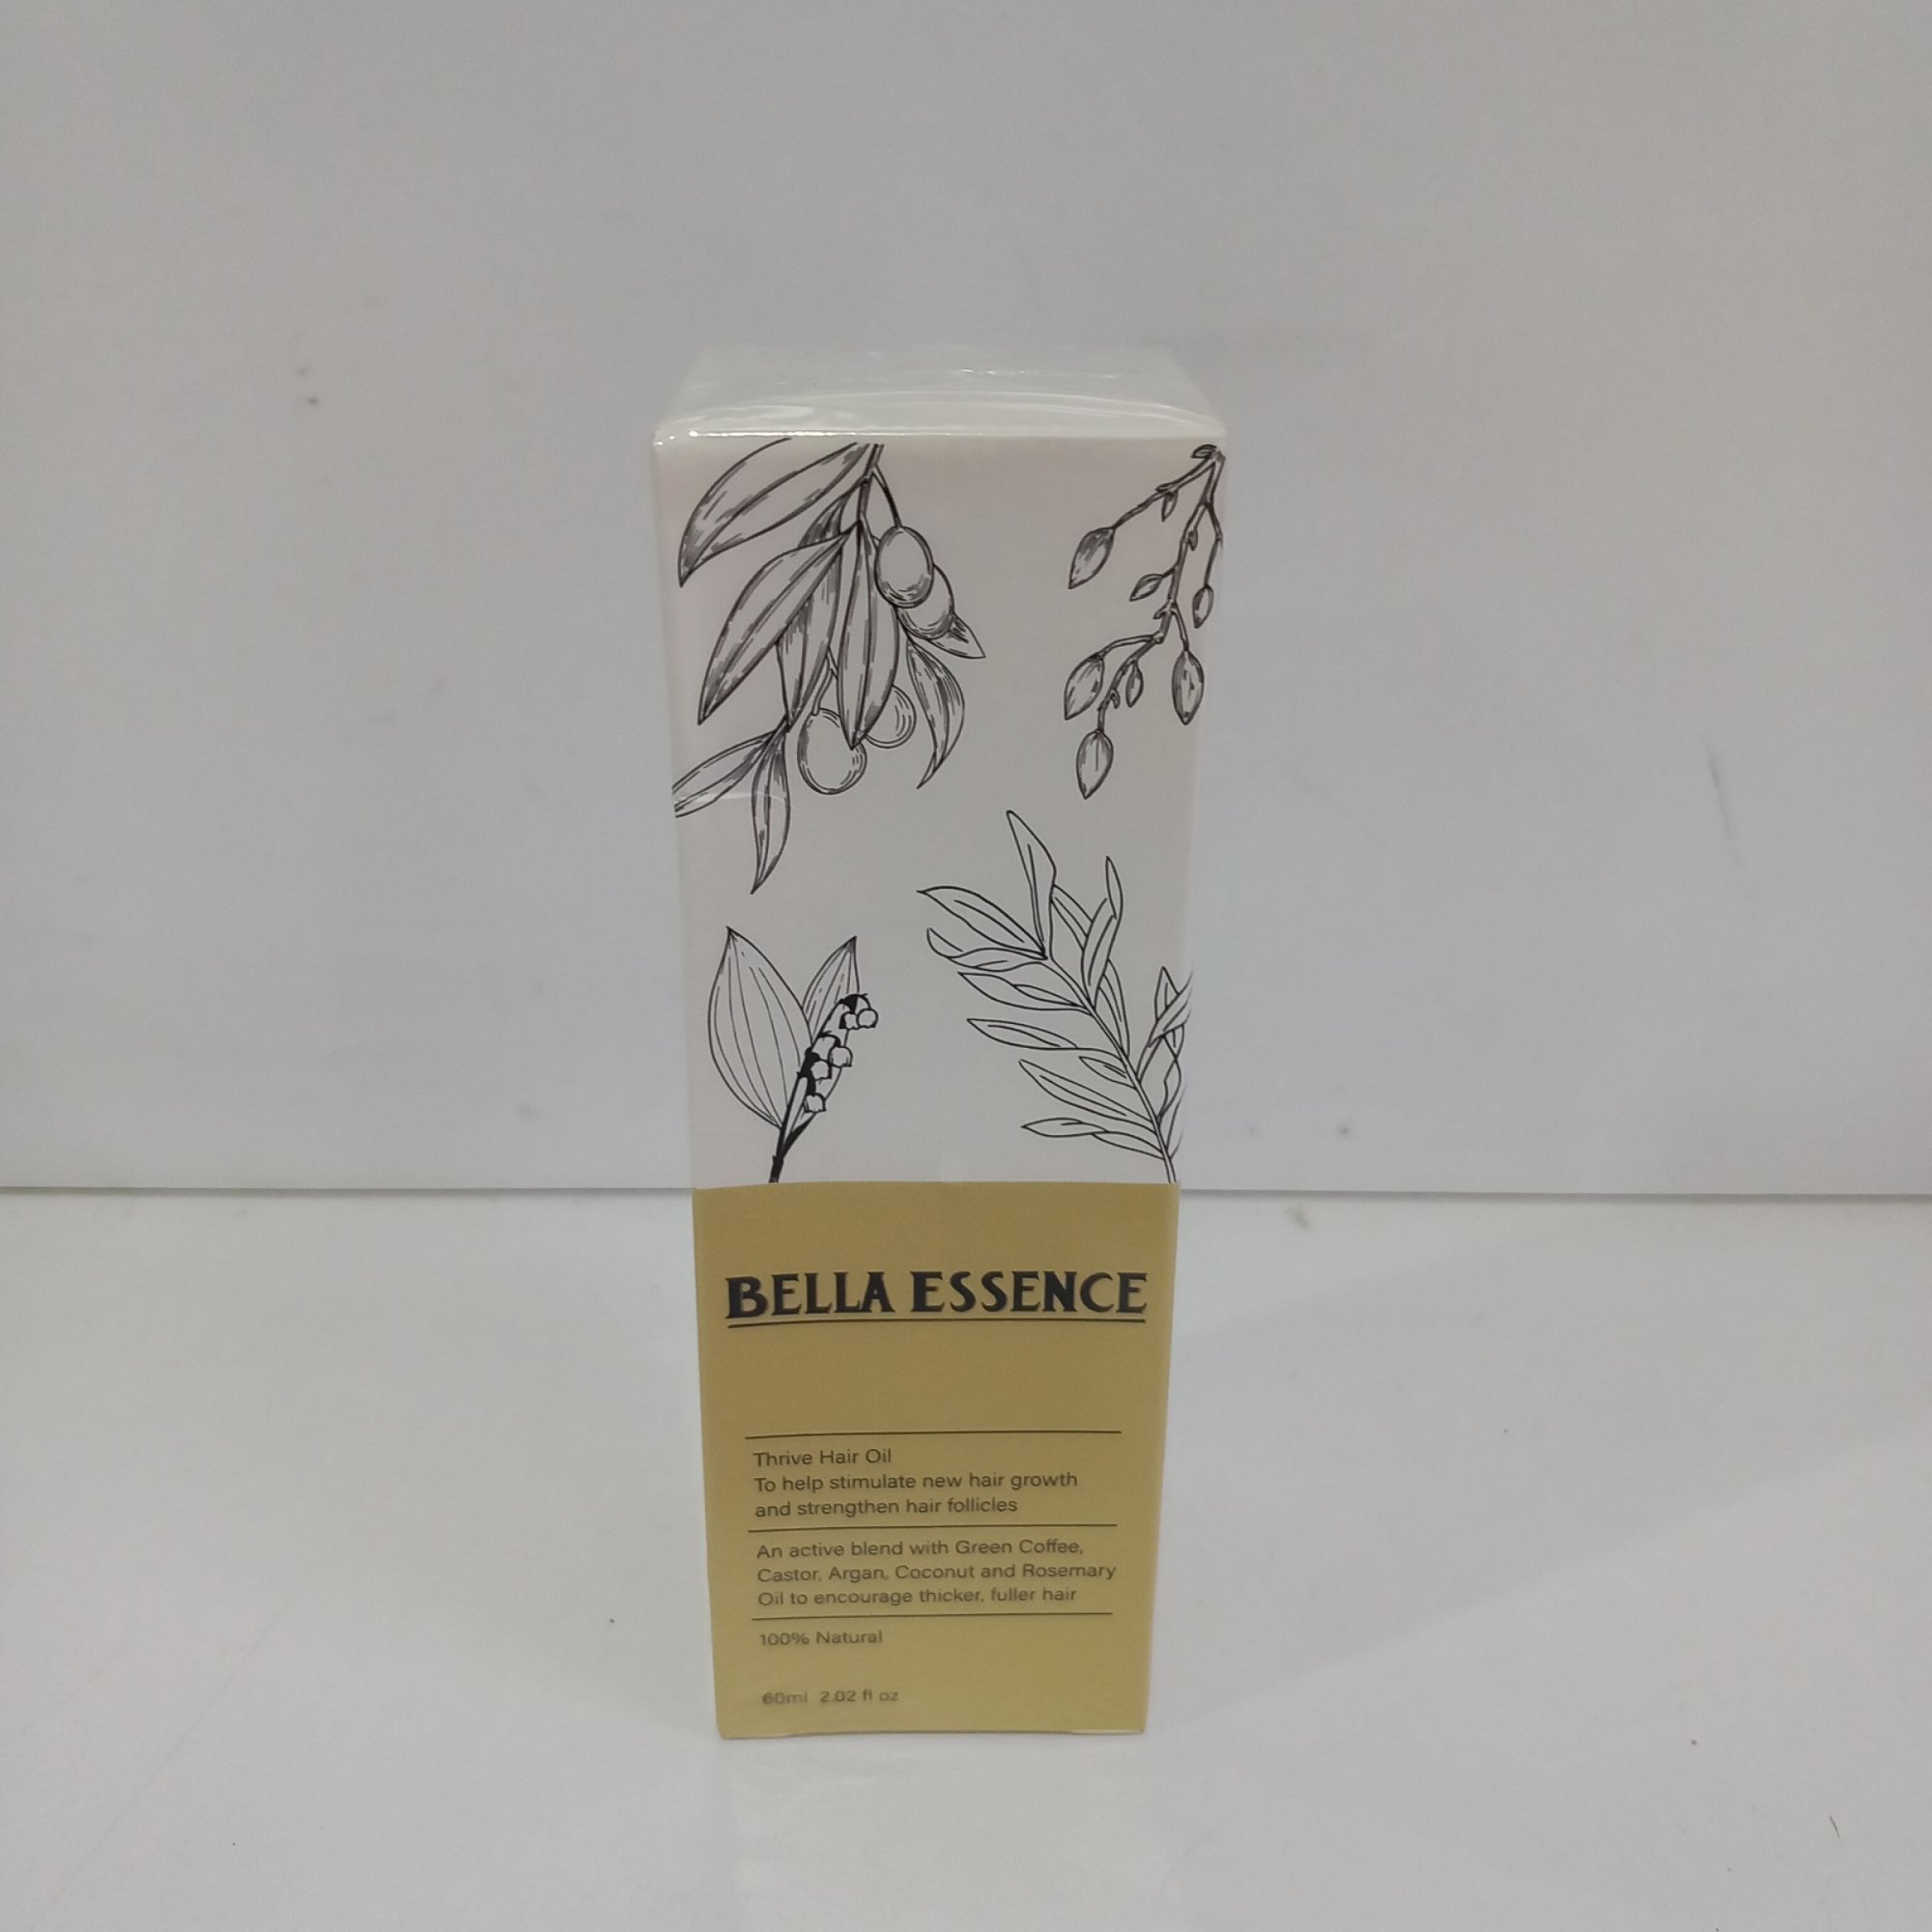 BELLA ESSENCE
Thrive Hair Oil
To help stimulate new hair growth
and strengthen hair follicles
An active blend with Green Coffee,
Castor, Argan, Coconut and Rosemary
Oil to encourage thicker, fuller hair
100% Natural
60ml 2.02 fl oz